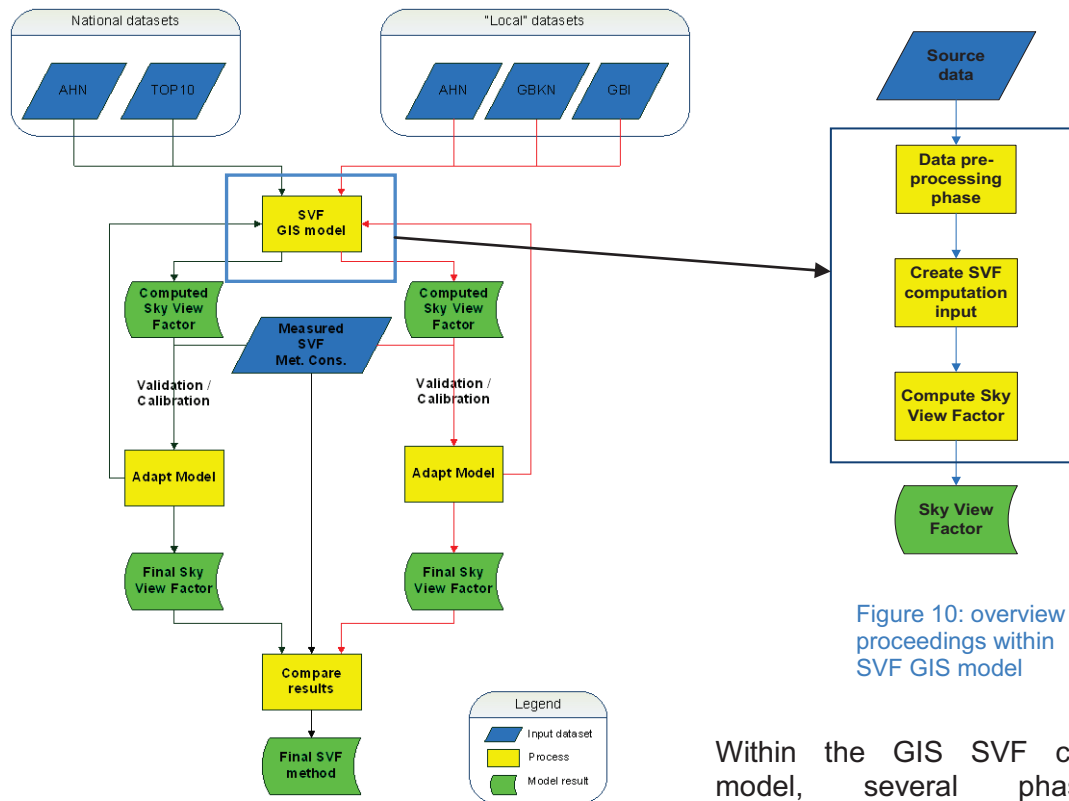 National datasets
"Local" datasets
AHN
TOP10
AHN
GBKN
GBI
SVF
GIS model
Computed
Sky View
Factor
Computed
Sky View
Factor
Measured
SVF
Met. Cons.
Validation /
Calibration
Validation /
Calibration
Adapt Model
Adapt Model
Final Sky
View Factor
Final Sky
View Factor
Compare
results
Final SVF
method
Legend
Input dataset
Process
Model result
Source
data
Data pre-
processing
phase
Create SVF
computation
input
Compute Sky
View Factor
Sky View
Factor
Figure 10: overview
proceedings within
SVF GIS model
Within the GIS SVF
model, several